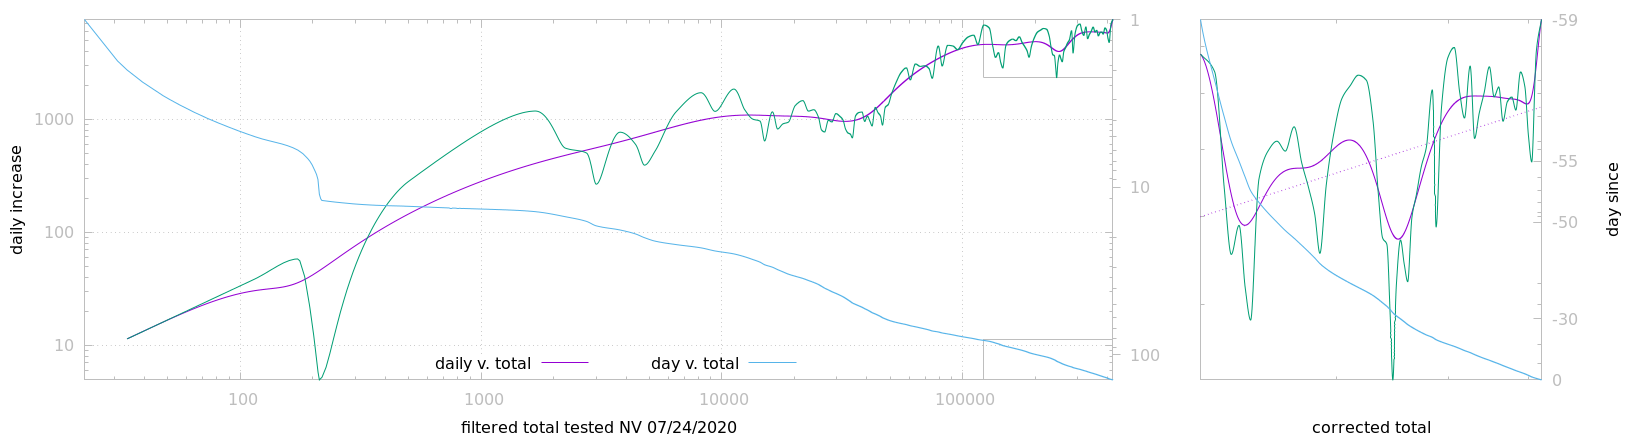 daily increase
1000
100
10
100
1000
10000
100000
1
10
100
daily v. total
day v. total
filtered total tested NV 07/24/2020
-59
-55
-50
-30
0
day since
corrected total